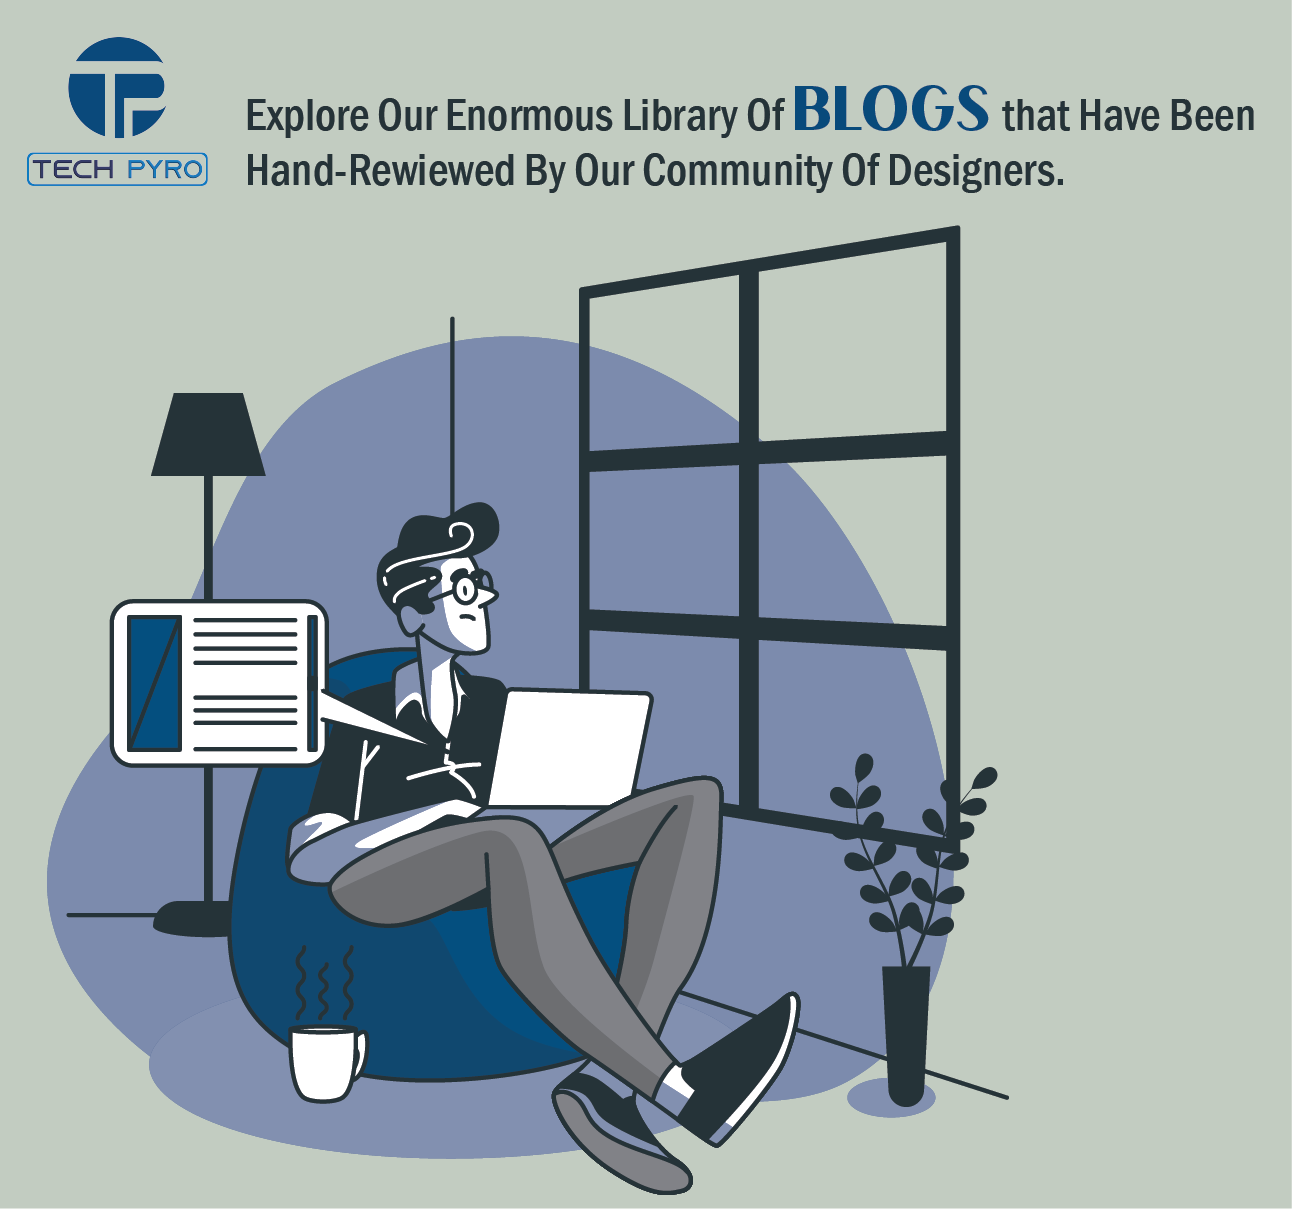 TECH PYRO
Explore Our Enormous Library Of BLOGS that Have Been
Hand-Rewiewed By Our Community Of Designers.